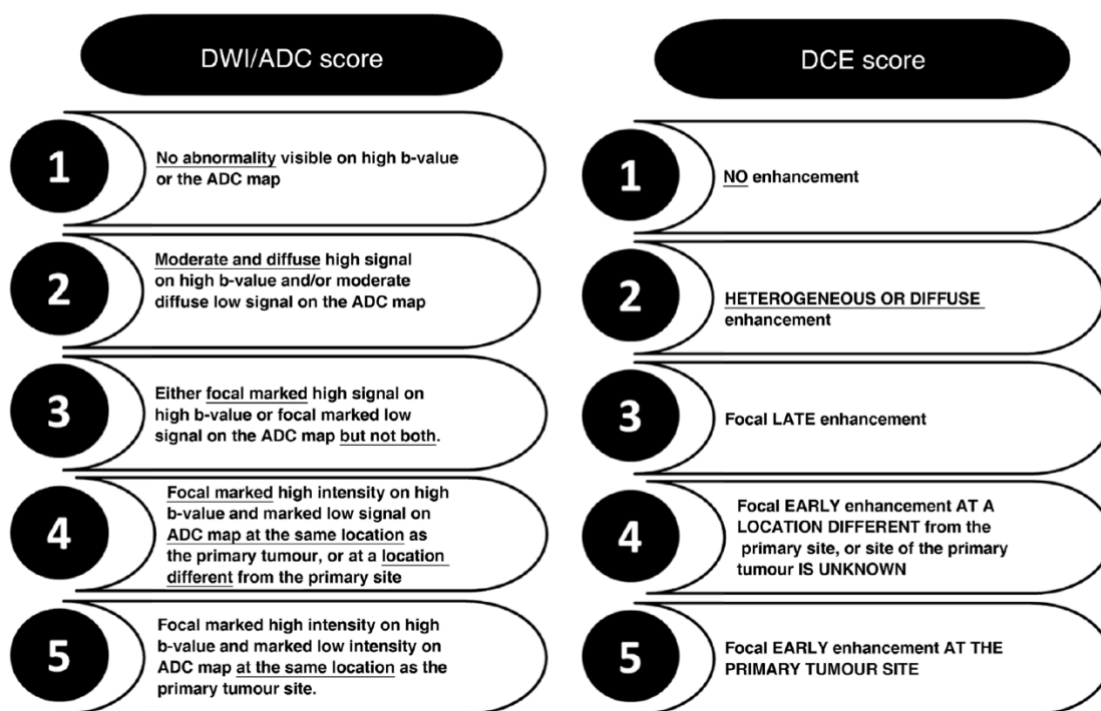 DWI/ADC score
1
No abnormality visible on high b-value
or the ADC map
2
Moderate and diffuse high signal
on high b-value and/or moderate
diffuse low signal on the ADC map
3
Either focal marked high signal on
high b-value or focal marked low
signal on the ADC map but not both.
4
Focal marked high intensity on high
b-value and marked low signal on
ADC map at the same location as
the primary tumour, or at a location
different from the primary site
5
Focal marked high intensity on high
b-value and marked low intensity on
ADC map at the same location as the
primary tumour site.
DCE score
1
NO enhancement
2
HETEROGENEOUS OR DIFFUSE
enhancement
3
Focal LATE enhancement
4
Focal EARLY enhancement AT A
LOCATION DIFFERENT from the
primary site, or site of the primary
tumour IS UNKNOWN
5
Focal EARLY enhancement AT THE
PRIMARY TUMOUR SITE